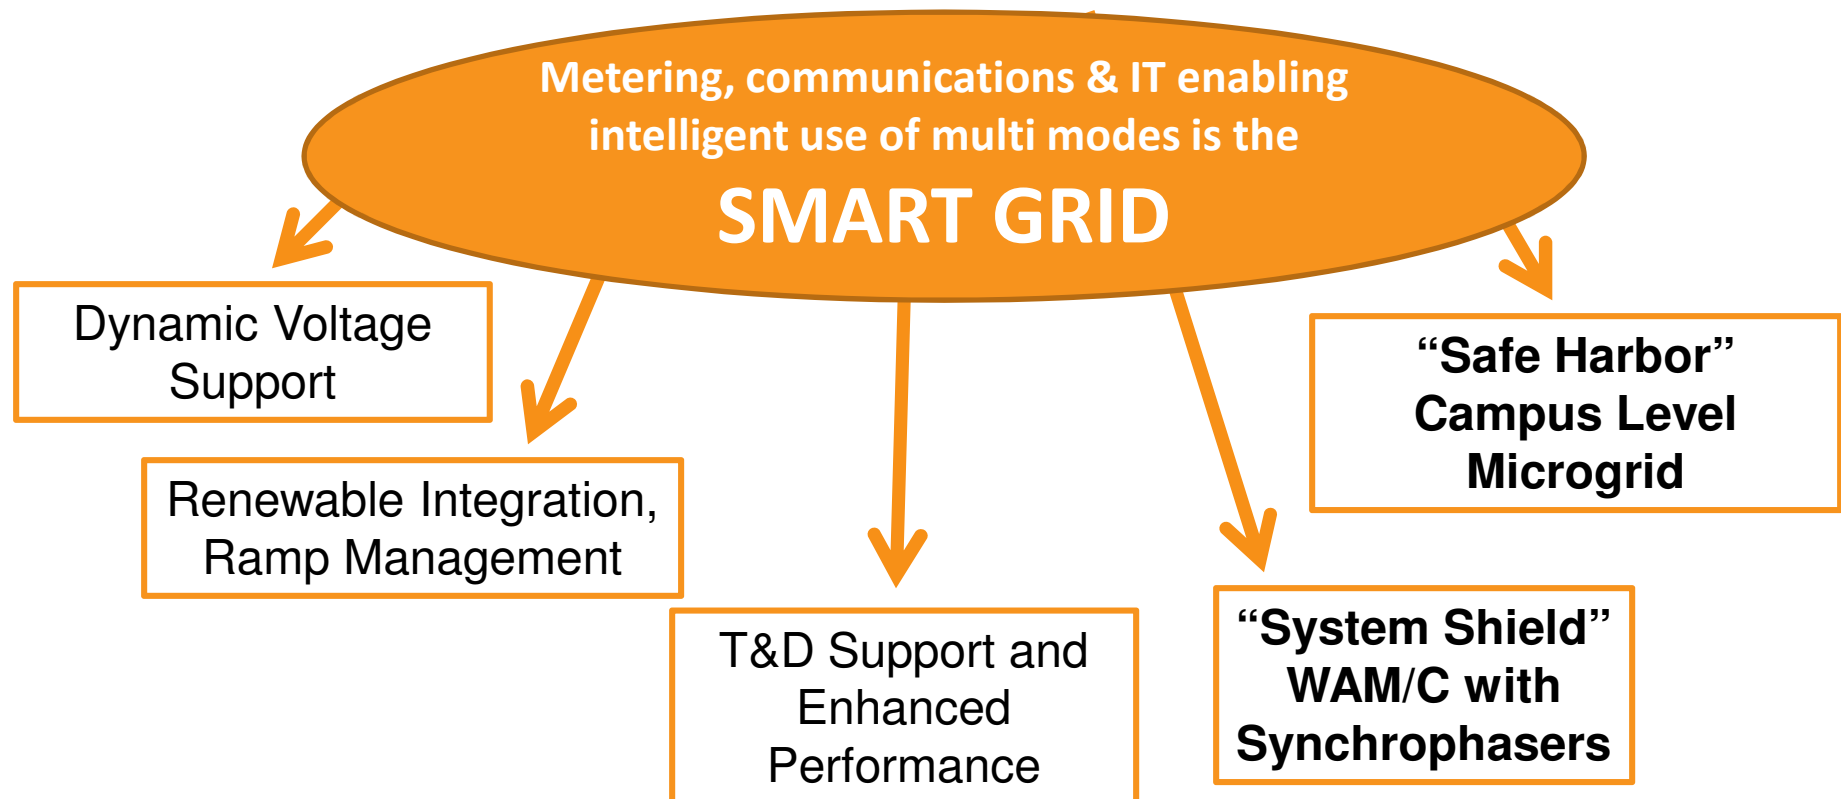 Metering, communications & IT enabling
intelligent use of multi modes is the
SMART GRID
Dynamic Voltage
Support
Renewable Integration,
Ramp Management
T&D Support and
Enhanced
Performance
“System Shield”
WAM/C with
Synchrophasers
“Safe Harbor”
Campus Level
Microgrid